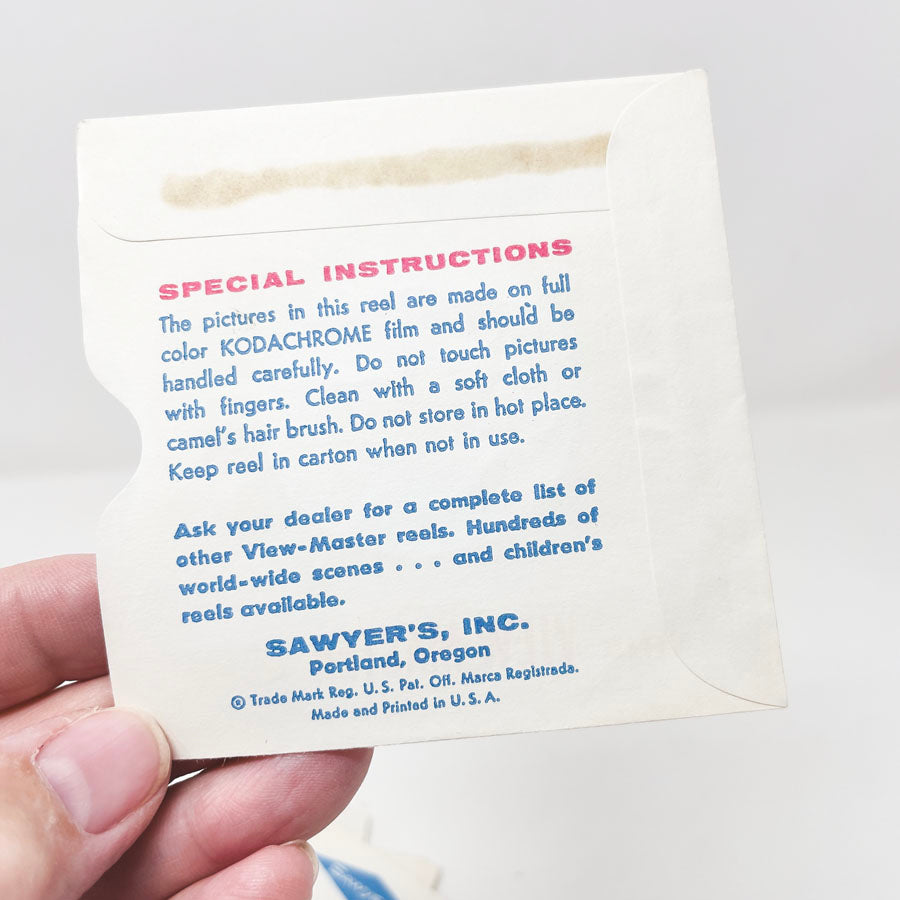 SPECIAL INSTRUCTIONS
The pictures in this reel are made on full
color KODACHROME film and should be
handled carefully. Do not touch pictures
with fingers. Clean with a soft cloth or
camel's hair brush. Do not store in hot place.
Keep reel in carton when not in use.
Ask your dealer for a complete list of
other View-Master reels. Hundreds of
world-wide scenes . . . and children's
reels available.
SAWYER'S, INC.
Portland, Oregon
® Trade Mark Reg. U. S. Pat. Off. Marca Registrada.
Made and Printed in U. S. A.